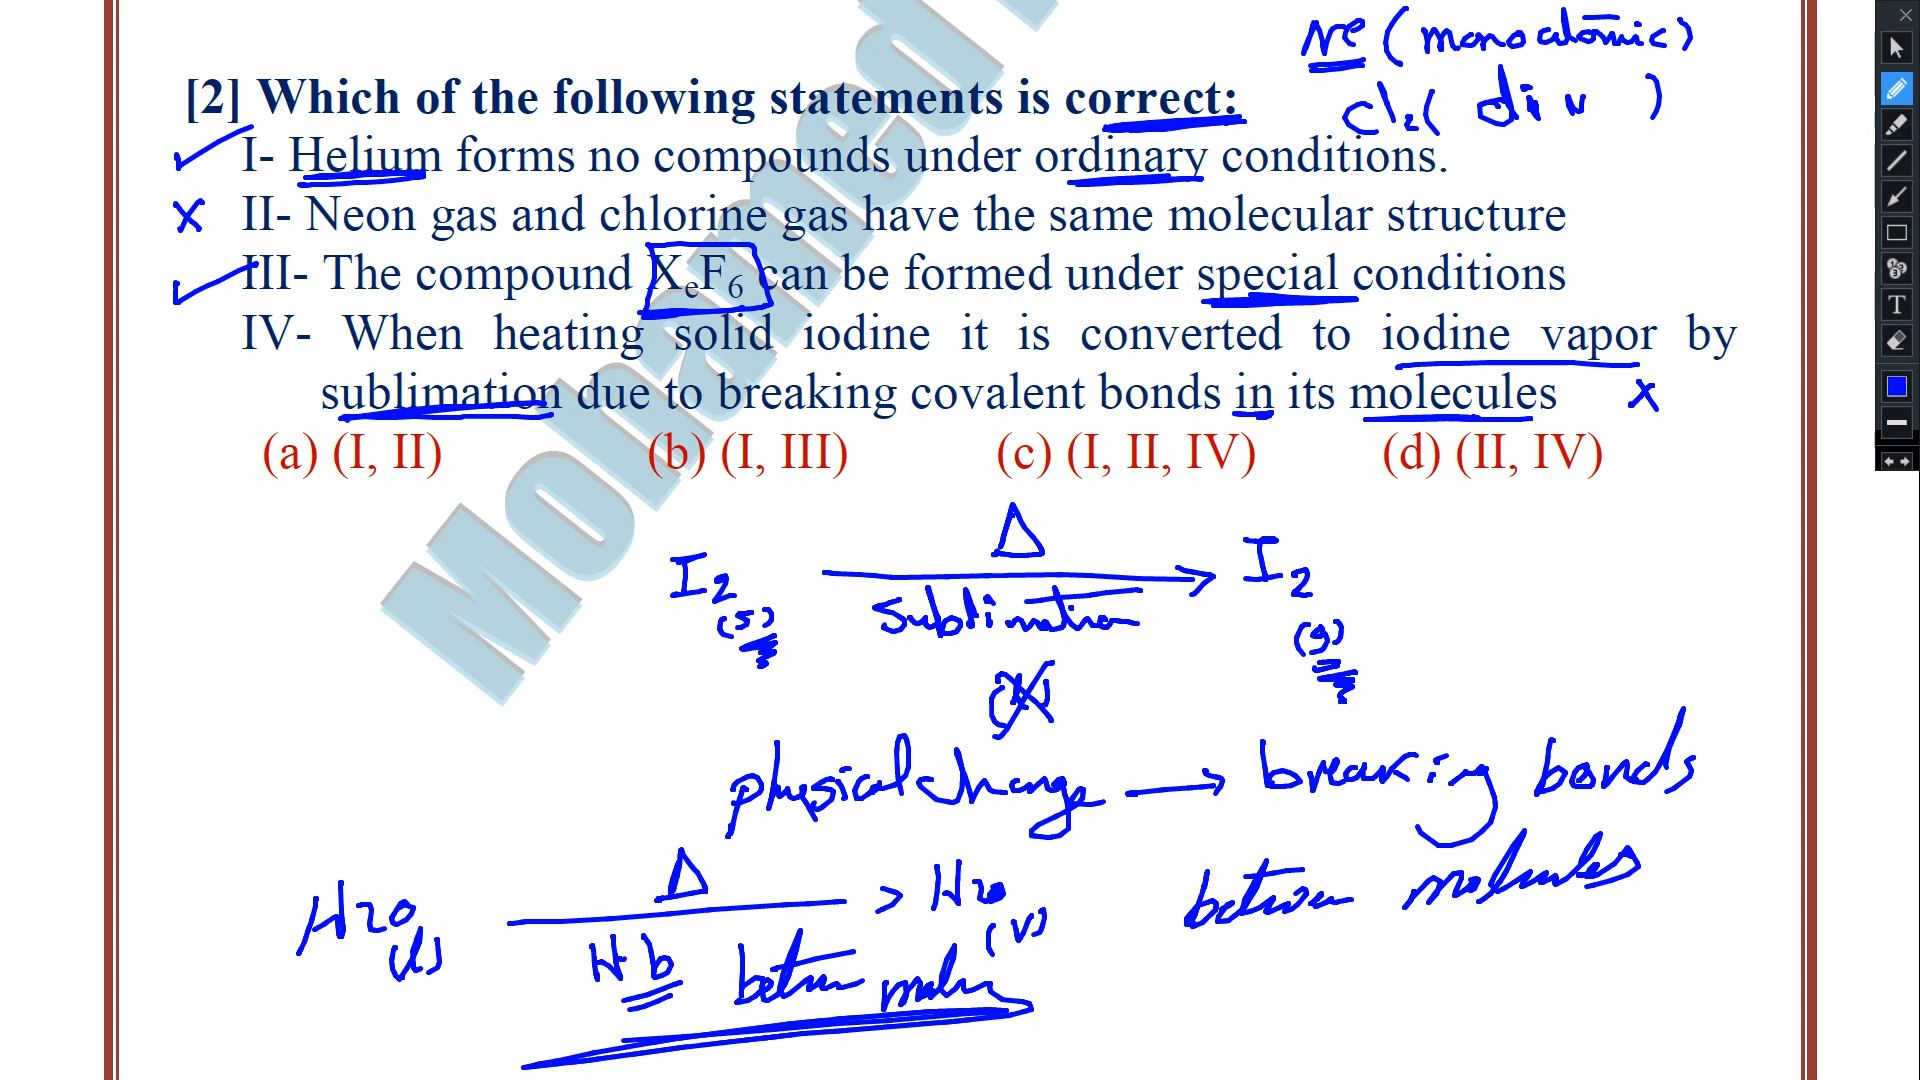 Ne (monoatomic)
[2] Which of the following statements is correct:
Cl₂ ( )
I- Helium forms no compounds under ordinary conditions.
x II- Neon gas and chlorine gas have the same molecular structure
III- The compound XₑF₆ can be formed under special conditions
IV- When heating solid iodine it is converted to iodine vapor by
sublimation due to breaking covalent bonds in its molecules x
(a) (I, II) (b) (I, III) (c) (I, II, IV) (d) (II, IV)
Δ
I₂ (s) → I₂ (g)
Sublimation
physical change → breaking bonds
between molecules
Δ
H2O (l) > H2O (v)
Hb between
Mohamed